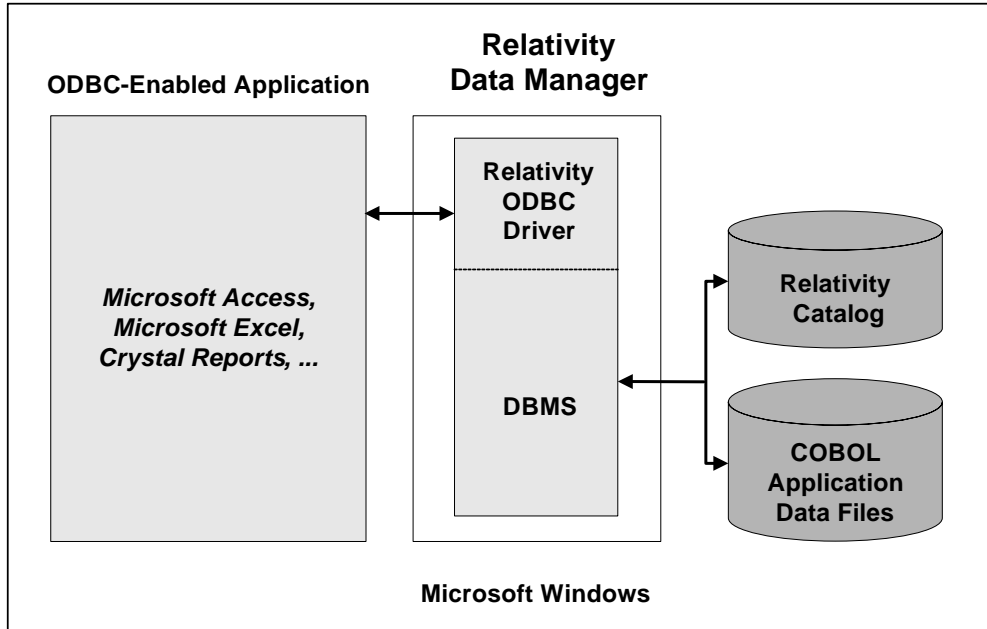 ODBC-Enabled Application
Relativity
Data Manager
Microsoft Access,
Microsoft Excel,
Crystal Reports, ...
Relativity
ODBC
Driver
DBMS
Relativity
Catalog
COBOL
Application
Data Files
Microsoft Windows